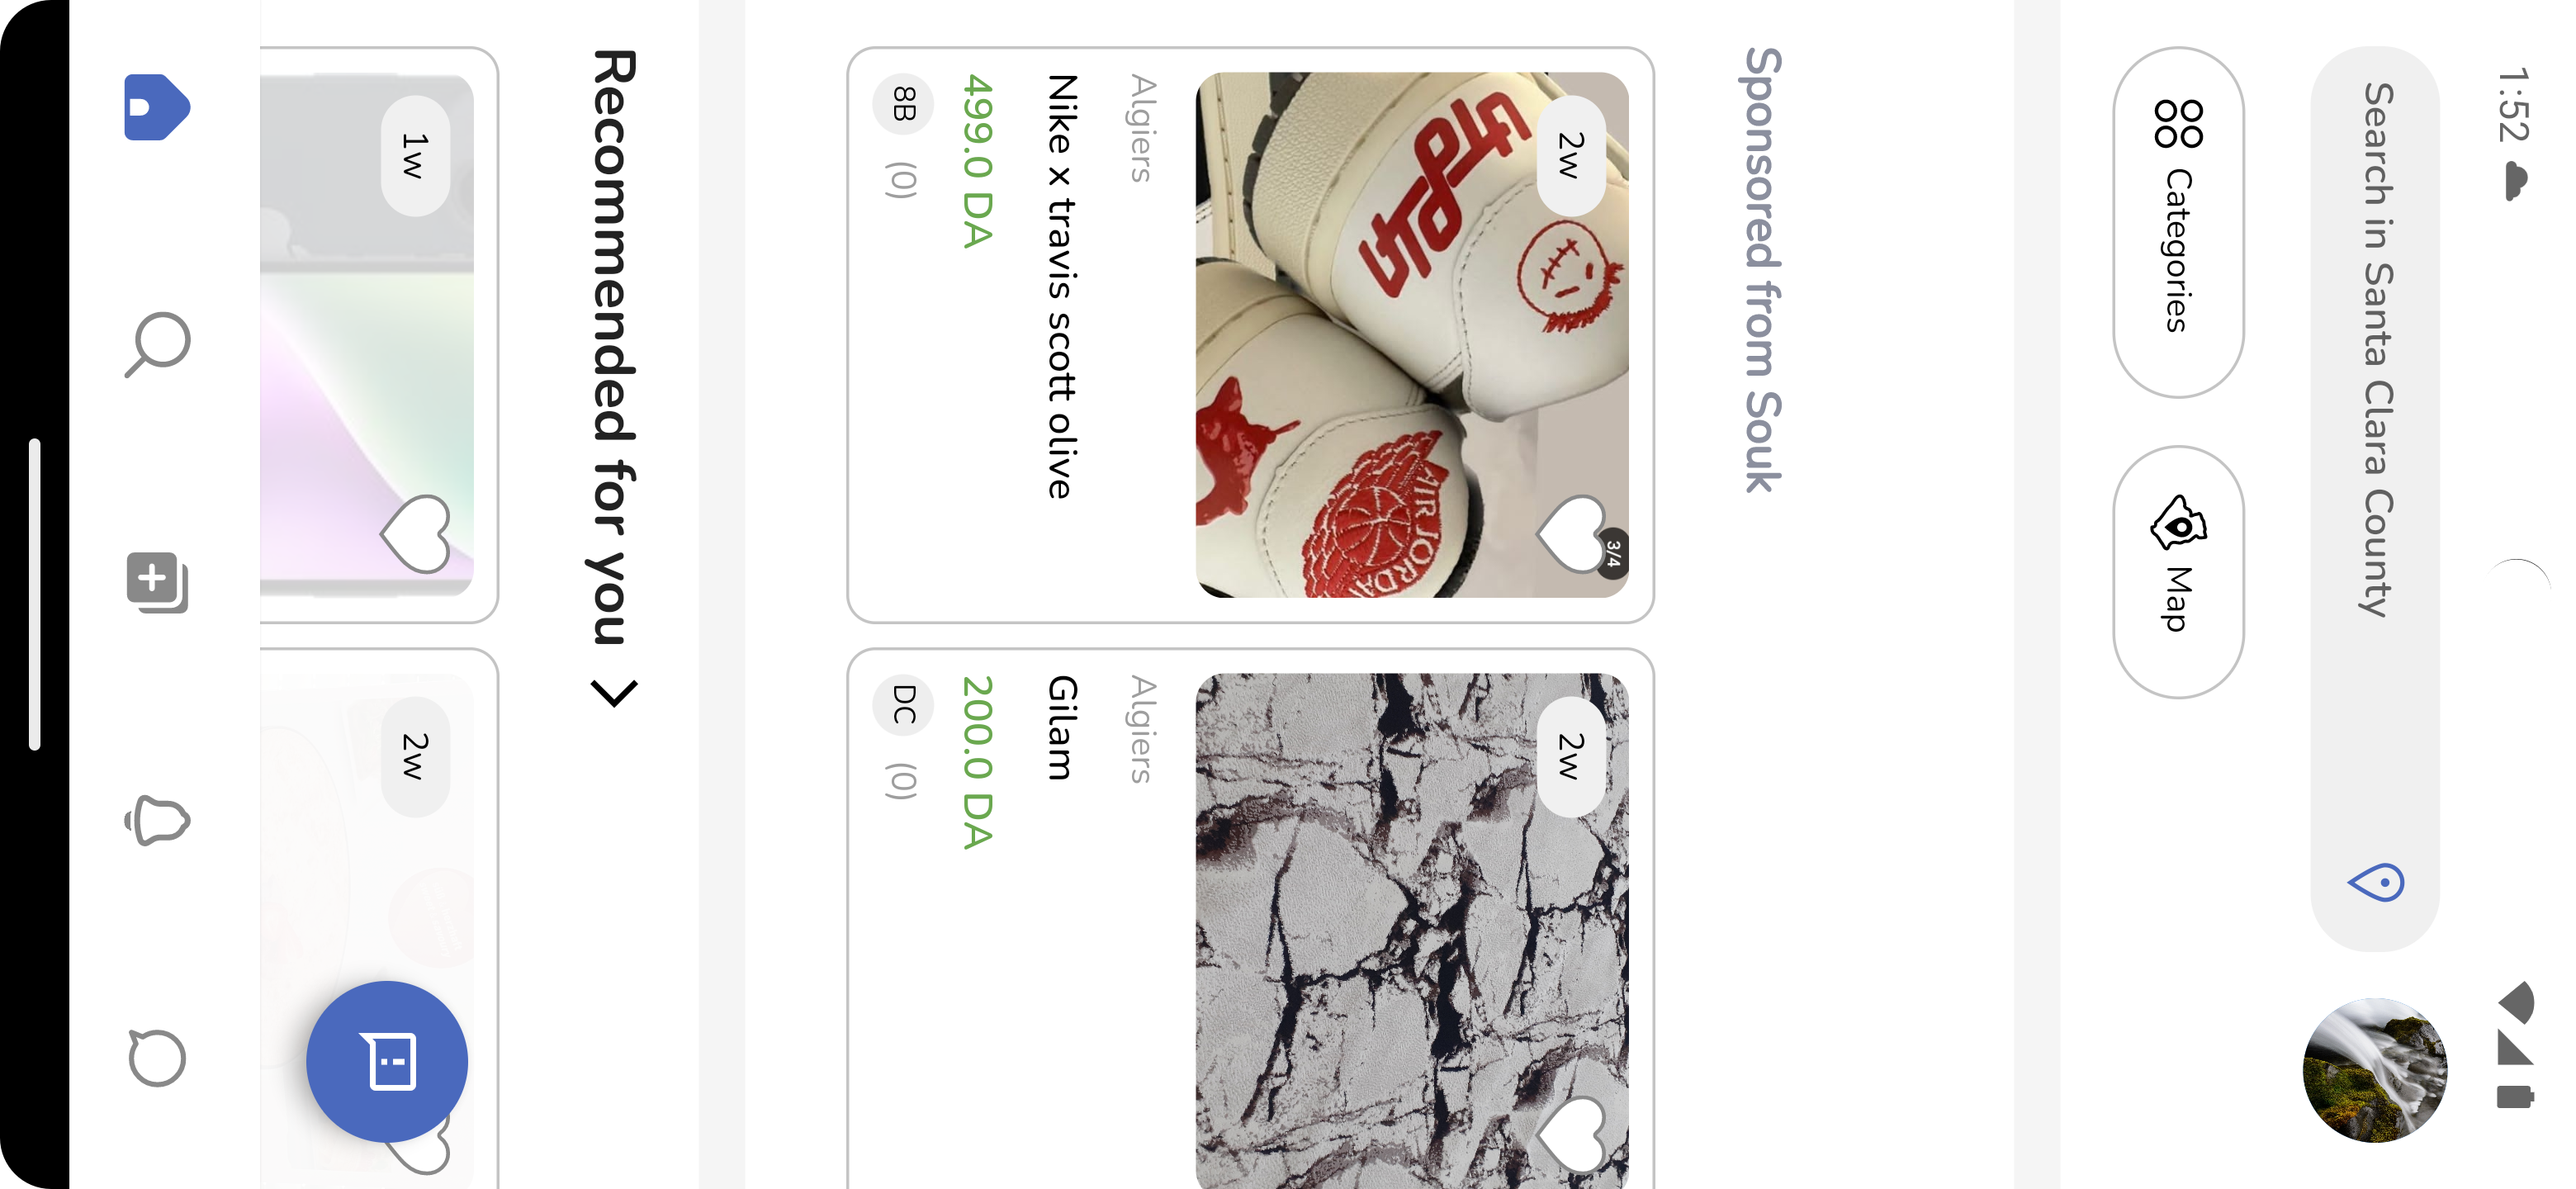 1:52
Search in Santa Clara County
Categories
Map
Sponsored from Souk
2w
3/4
AIR JORDA
Algiers
Nike x travis scott olive
499.0 DA
8B (0)
2w
Algiers
Gilam
200.0 DA
DC (0)
Recommended for you
1w
2w